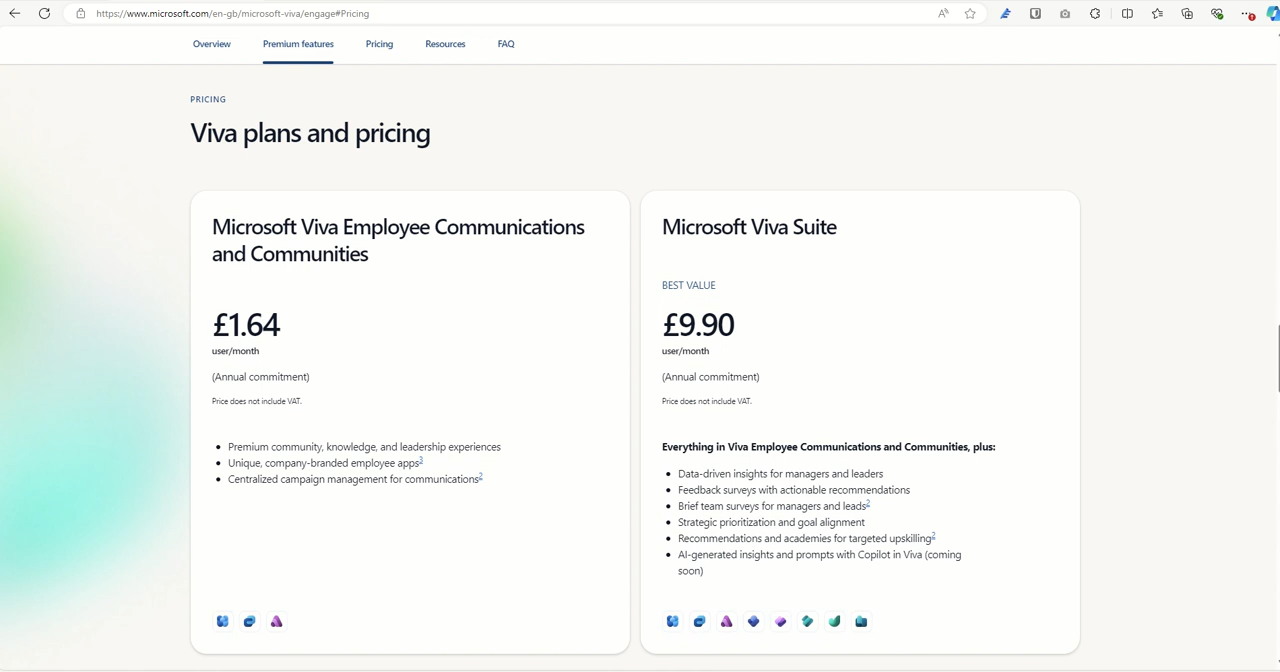 https://www.microsoft.com/en-gb/microsoft-viva/engage#Pricing
Overview
Premium features
Pricing
Resources
FAQ
PRICING
Viva plans and pricing
Microsoft Viva Employee Communications
and Communities
£1.64
user/month
(Annual commitment)
Price does not include VAT.
Premium community, knowledge, and leadership experiences
Unique, company-branded employee apps3
Centralized campaign management for communications2
Microsoft Viva Suite
BEST VALUE
£9.90
user/month
(Annual commitment)
Price does not include VAT.
Everything in Viva Employee Communications and Communities, plus:
Data-driven insights for managers and leaders
Feedback surveys with actionable recommendations
Brief team surveys for managers and leads2
Strategic prioritization and goal alignment
Recommendations and academies for targeted upskilling2
AI-generated insights and prompts with Copilot in Viva (coming
soon)